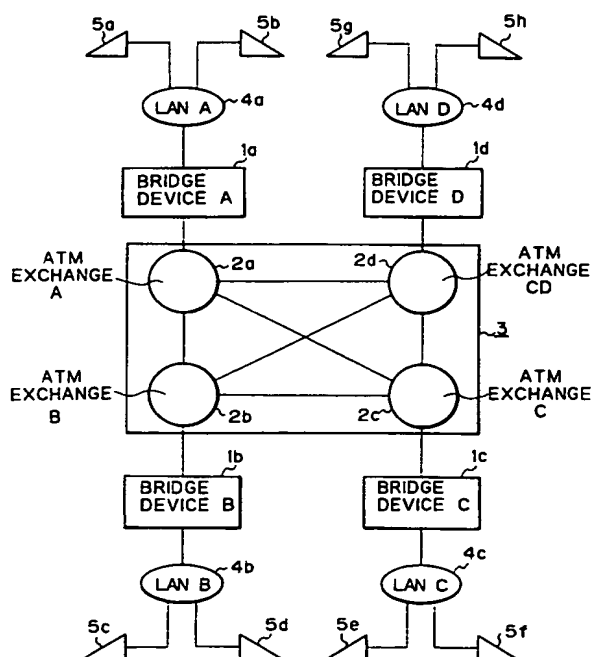 5a
5b
5g
5h
LAN A
4a
LAN D
4d
1a
1d
BRIDGE
DEVICE A
BRIDGE
DEVICE D
ATM
EXCHANGE
A
2a
2d
ATM
EXCHANGE
CD
3
ATM
EXCHANGE
B
2b
2c
ATM
EXCHANGE
C
1b
1c
BRIDGE
DEVICE B
BRIDGE
DEVICE C
4b
4c
LAN B
LAN C
5c
5d
5e
5f